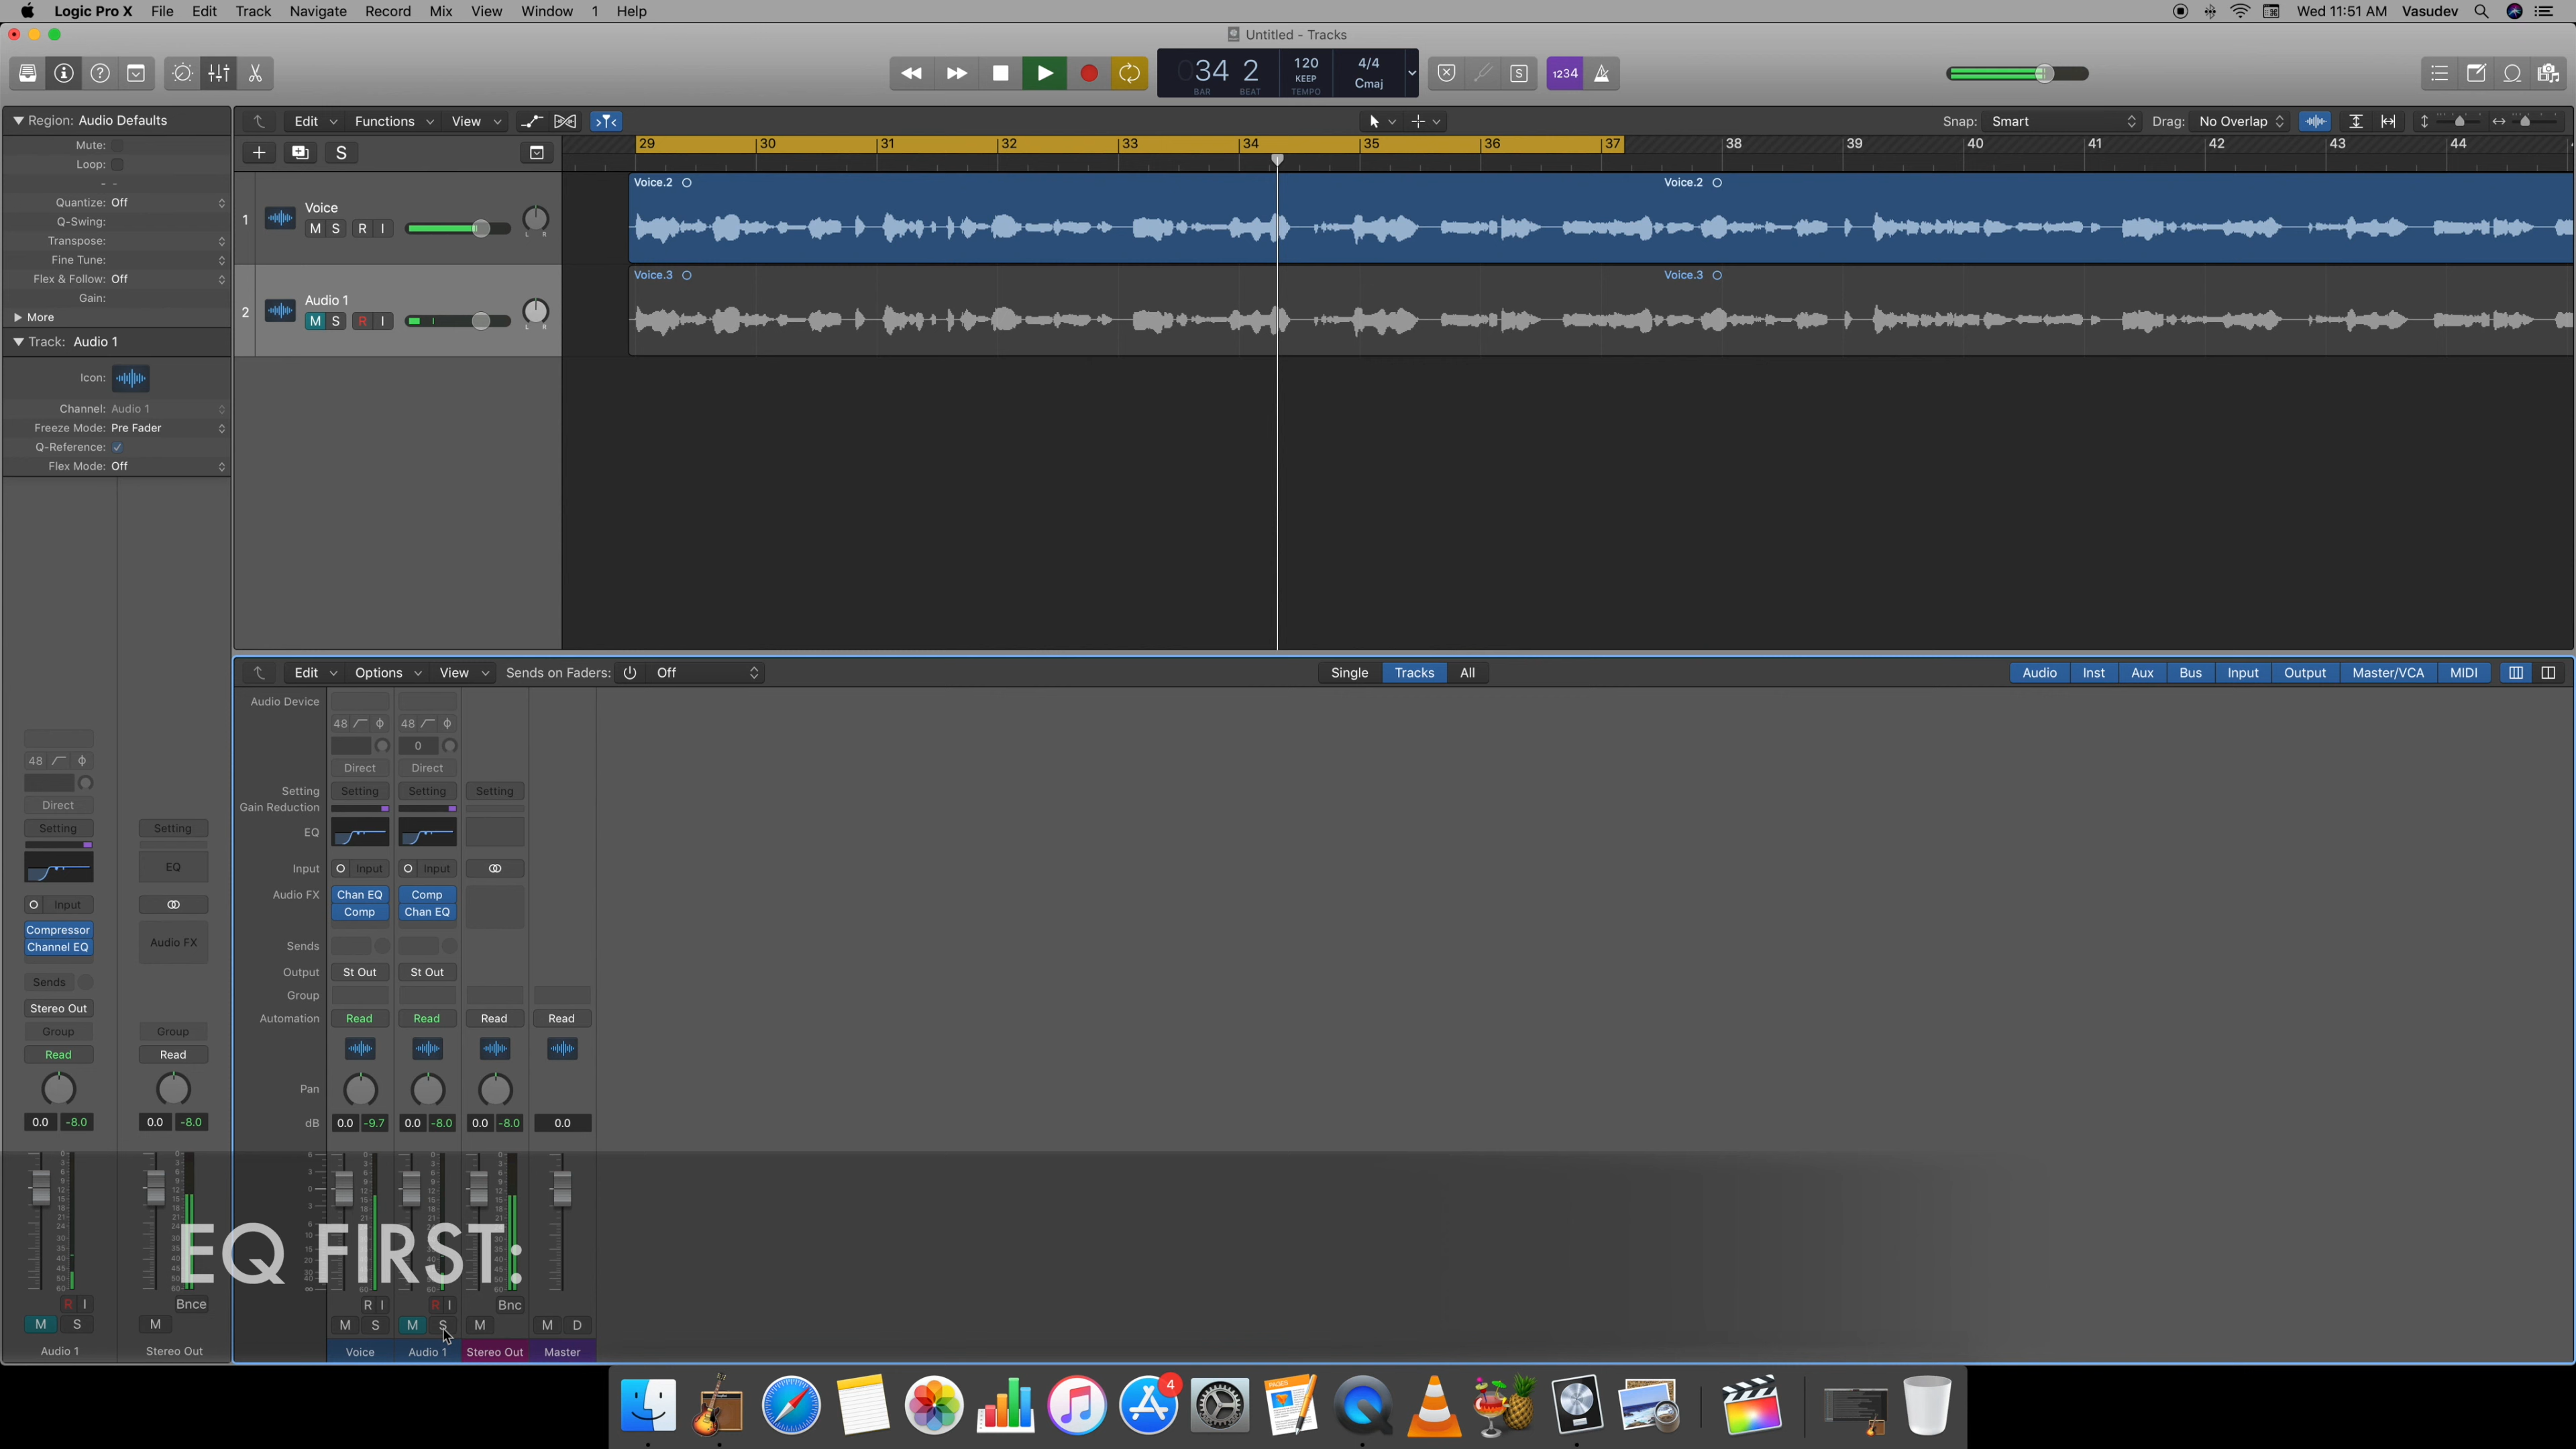 Logic Pro X File Edit Track Navigate Record Mix View Window 1 Help
Wed 11:51 AM Vasudev
Untitled - Tracks
034 2 120 4/4
KEEP Cmaj
BAR BEAT TEMPO
S 1234
Region: Audio Defaults
Mute:
Loop:
Quantize: Off
Q-Swing:
Transpose:
Fine Tune:
Flex & Follow: Off
Gain:
More
Track: Audio 1
Icon:
Channel: Audio 1
Freeze Mode: Pre Fader
Q-Reference:
Flex Mode: Off
Edit Functions View
Snap: Smart Drag: No Overlap
S
29 30 31 32 33 34 35 36 37 38 39 40 41 42 43 44
1 Voice
M S R I
L R
Voice.2 Voice.2
2 Audio 1
M S R I
L R
Voice.3 Voice.3
Edit Options View Sends on Faders: Off
Single Tracks All
Audio Inst Aux Bus Input Output Master/VCA MIDI
48
Direct
Setting Setting
EQ
Input
Compressor
Channel EQ
Audio FX
Sends
Stereo Out
Group Group
Read Read
0.0 -8.0 0.0 -8.0
R I Bnce
M S M
Audio 1 Stereo Out
Audio Device
48 48
0
Direct Direct
Setting Setting Setting Setting
Gain Reduction
EQ
Input Input Input
Audio FX Chan EQ Comp
Comp Chan EQ
Sends
Output St Out St Out
Group
Automation Read Read Read Read
Pan
dB 0.0 -9.7 0.0 -8.0 0.0 -8.0 0.0
EQ FIRST:
R I R I Bnc
M S M S M M D
Voice Audio 1 Stereo Out Master
4